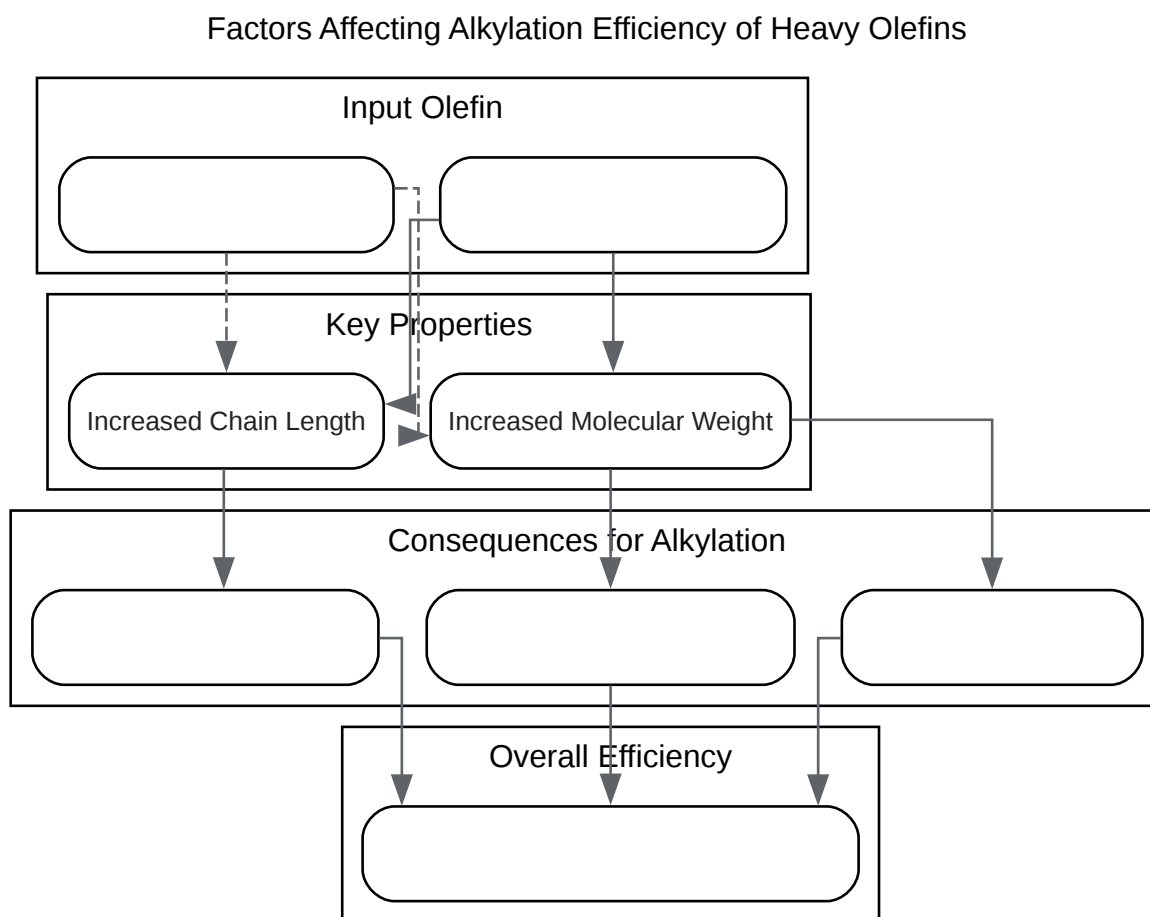 Factors Affecting Alkylation Efficiency of Heavy Olefins
Input Olefin
Key Properties
Increased Chain Length
Increased Molecular Weight
Consequences for Alkylation
Overall Efficiency